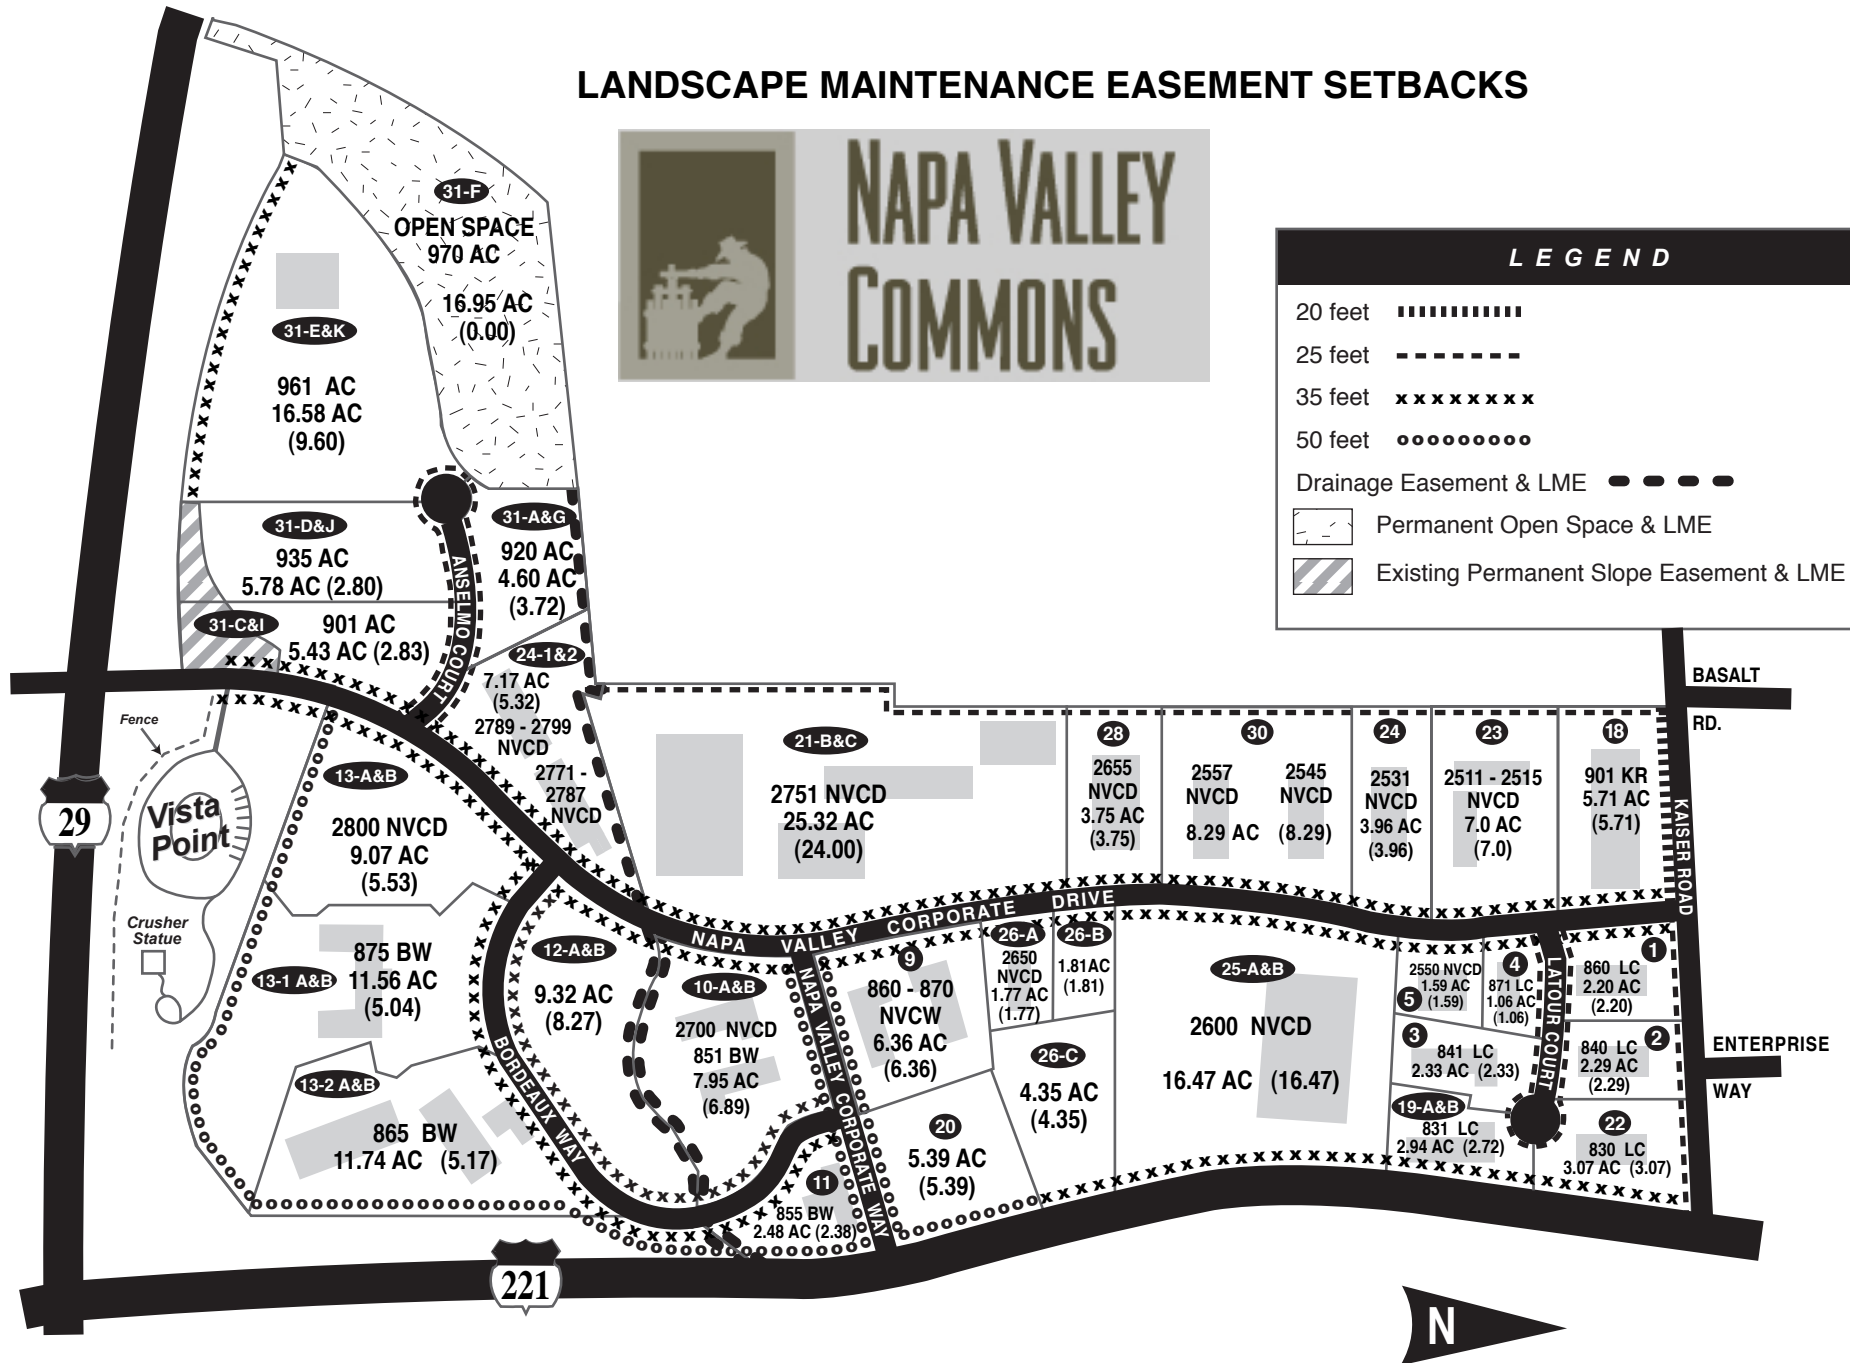 LANDSCAPE MAINTENANCE EASEMENT SETBACKS
NAPA VALLEY
COMMONS
LEGEND
20 feet
25 feet
35 feet
50 feet
Drainage Easement & LME
Permanent Open Space & LME
Existing Permanent Slope Easement & LME
31-F
OPEN SPACE
970 AC
16.95 AC
(0.00)
31-E&K
961 AC
16.58 AC
(9.60)
31-D&J
935 AC
5.78 AC (2.80)
31-C&I
901 AC
5.43 AC (2.83)
ANSELMO COURT
31-A&G
920 AC
4.60 AC
(3.72)
24-1&2
7.17 AC
(5.32)
2789 - 2799
NVCD
2771 -
2787
NVCD
Fence
Vista
Point
29
Crusher
Statue
13-A&B
2800 NVCD
9.07 AC
(5.53)
13-1 A&B
875 BW
11.56 AC
(5.04)
13-2 A&B
865 BW
11.74 AC (5.17)
BORDEAUX WAY
12-A&B
9.32 AC
(8.27)
10-A&B
2700 NVCD
851 BW
7.95 AC
(6.89)
11
855 BW
2.48 AC (2.38)
221
NAPA VALLEY CORPORATE DRIVE
NAPA VALLEY CORPORATE WAY
21-B&C
2751 NVCD
25.32 AC
(24.00)
28
2655
NVCD
3.75 AC
(3.75)
30
2557
NVCD
2545
NVCD
8.29 AC (8.29)
24
2531
NVCD
3.96 AC
(3.96)
23
2511 - 2515
NVCD
7.0 AC
(7.0)
18
901 KR
5.71 AC
(5.71)
BASALT
RD.
KAISER ROAD
9
860 - 870
NVCW
6.36 AC
(6.36)
26-A
2650
NVCD
1.77 AC
(1.77)
26-B
1.81AC
(1.81)
26-C
4.35 AC
(4.35)
20
5.39 AC
(5.39)
25-A&B
2600 NVCD
16.47 AC (16.47)
2550 NVCD
1.59 AC
(1.59)
5
4
871 LC
1.06 AC
(1.06)
3
841 LC
2.33 AC (2.33)
19-A&B
831 LC
2.94 AC (2.72)
LATOUR COURT
1
860 LC
2.20 AC
(2.20)
2
840 LC
2.29 AC
(2.29)
22
830 LC
3.07 AC (3.07)
ENTERPRISE
WAY
N